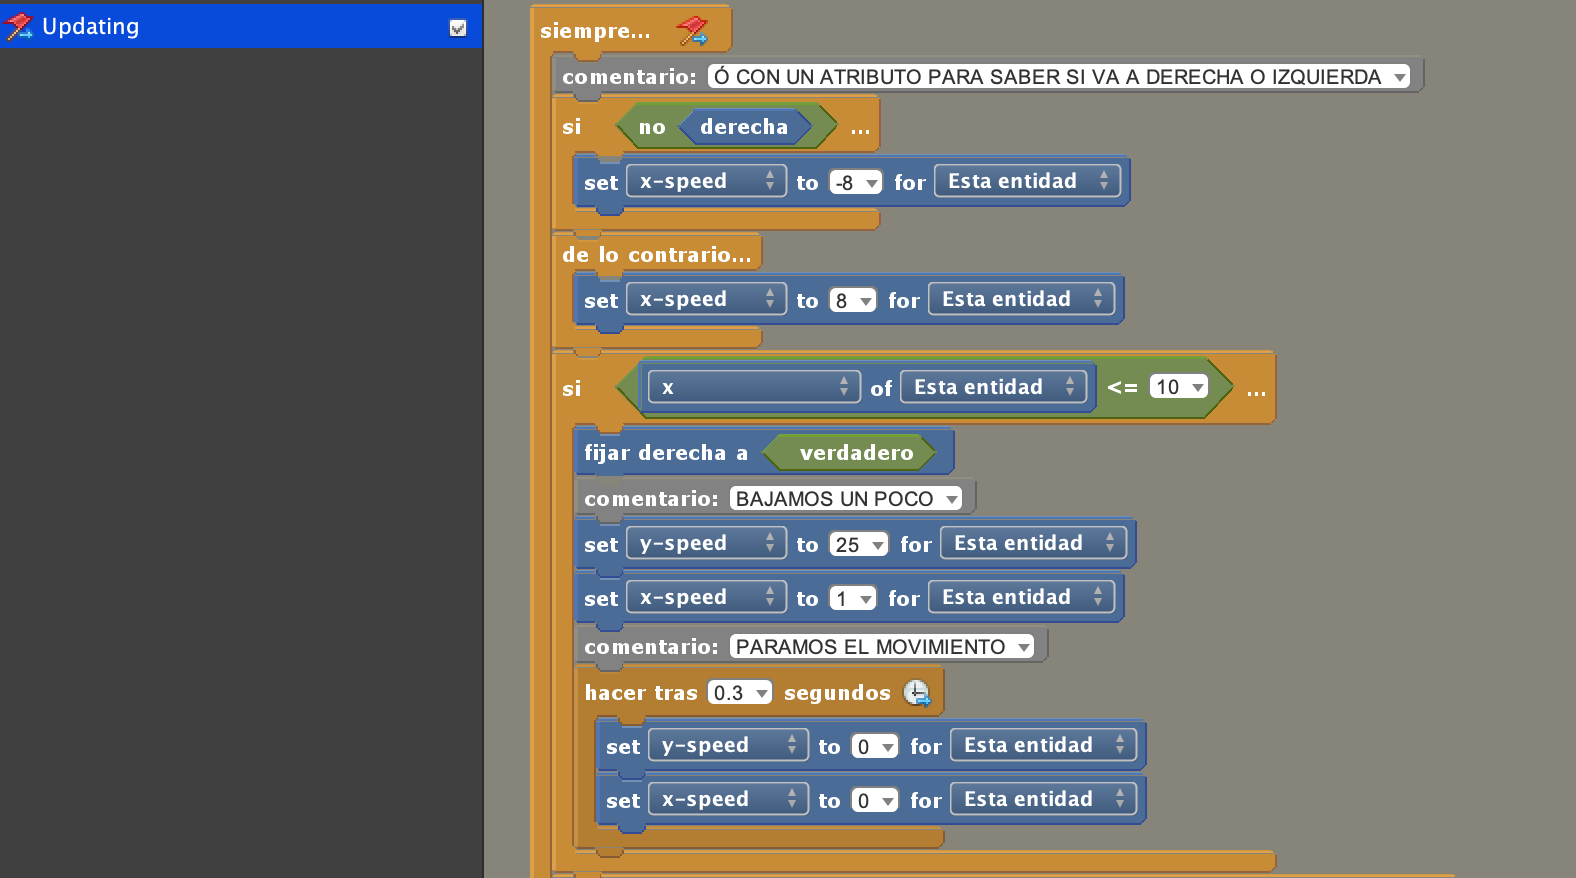 Updating
siempre...
comentario: Ó CON UN ATRIBUTO PARA SABER SI VA A DERECHA O IZQUIERDA
si no derecha ...
set x-speed to -8 for Esta entidad
de lo contrario...
set x-speed to 8 for Esta entidad
si x of Esta entidad <= 10 ...
fijar derecha a verdadero
comentario: BAJAMOS UN POCO
set y-speed to 25 for Esta entidad
set x-speed to 1 for Esta entidad
comentario: PARAMOS EL MOVIMIENTO
hacer tras 0.3 segundos
set y-speed to 0 for Esta entidad
set x-speed to 0 for Esta entidad